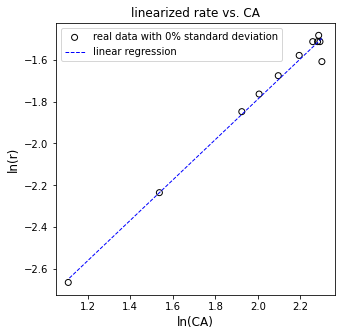 linearized rate vs. CA
real data with 0% standard deviation
linear regression
ln(r)
−1.6
−1.8
−2.0
−2.2
−2.4
−2.6
1.2 1.4 1.6 1.8 2.0 2.2
ln(CA)